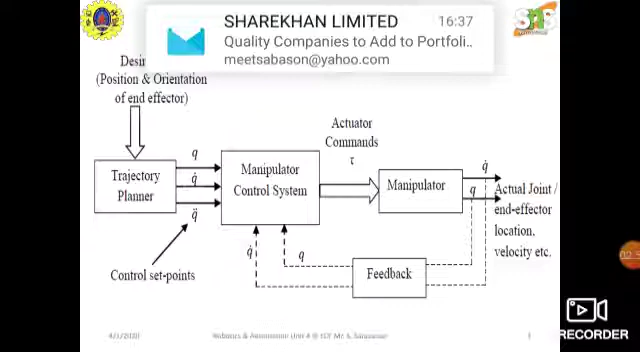 SHAREKHAN LIMITED 16:37
Quality Companies to Add to Portfoli..
meetsabason@yahoo.com
Desir
(Position & Orientation
of end effector)
Actuator
Commands
τ
q
q̇
q̈
Trajectory
Planner
Manipulator
Control System
Manipulator
q̇
q
Actual Joint /
end-effector
location,
velocity etc.
Control set-points
q̇
q
Feedback
RECORDER